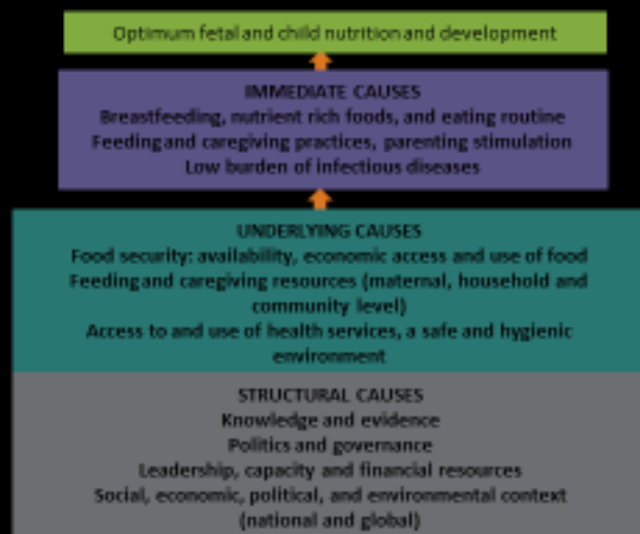 Optimum fetal and child nutrition and development
IMMEDIATE CAUSES
Breastfeeding, nutrient rich foods, and eating routine
Feeding and caregiving practices, parenting stimulation
Low burden of infectious diseases
UNDERLYING CAUSES
Food security: availability, economic access and use of food
Feeding and caregiving resources (maternal, household and
community level)
Access to and use of health services, a safe and hygienic
environment
STRUCTURAL CAUSES
Knowledge and evidence
Politics and governance
Leadership, capacity and financial resources
Social, economic, political, and environmental context
(national and global)